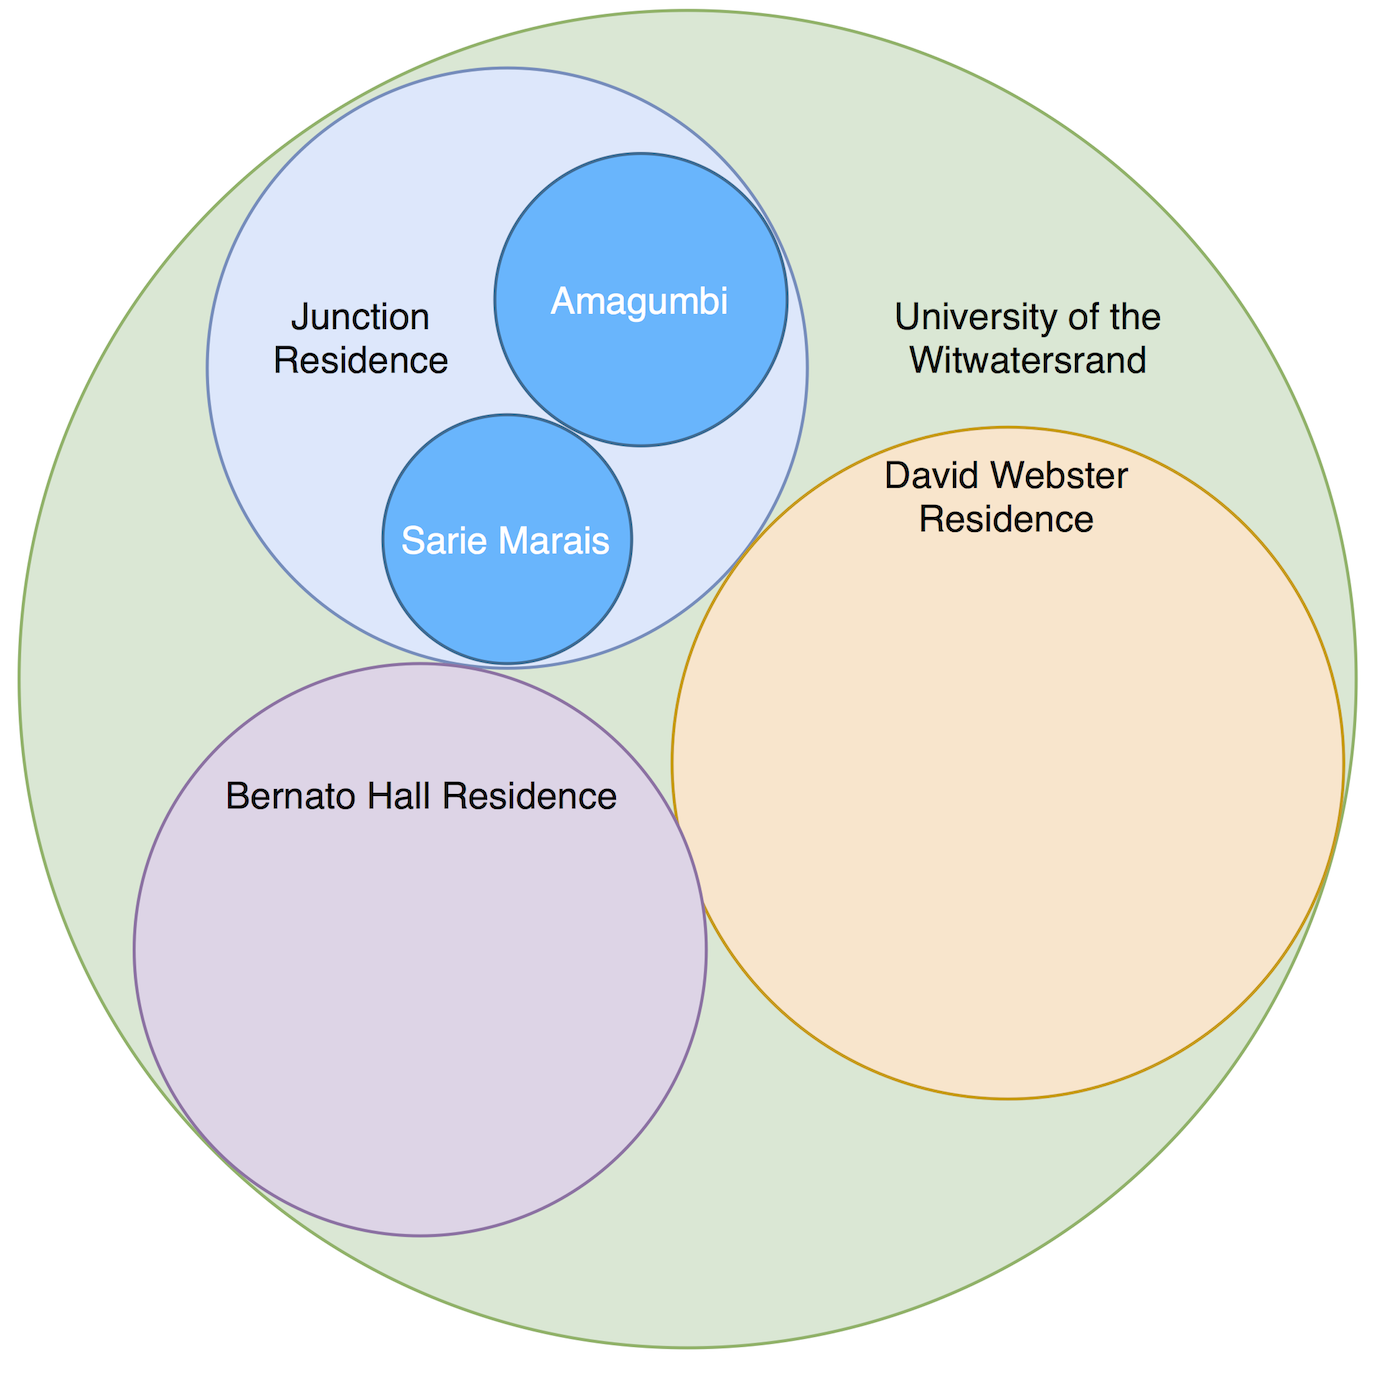 Amagumbi
Junction
Residence
University of the
Witwatersrand
David Webster
Residence
Sarie Marais
Bernato Hall Residence